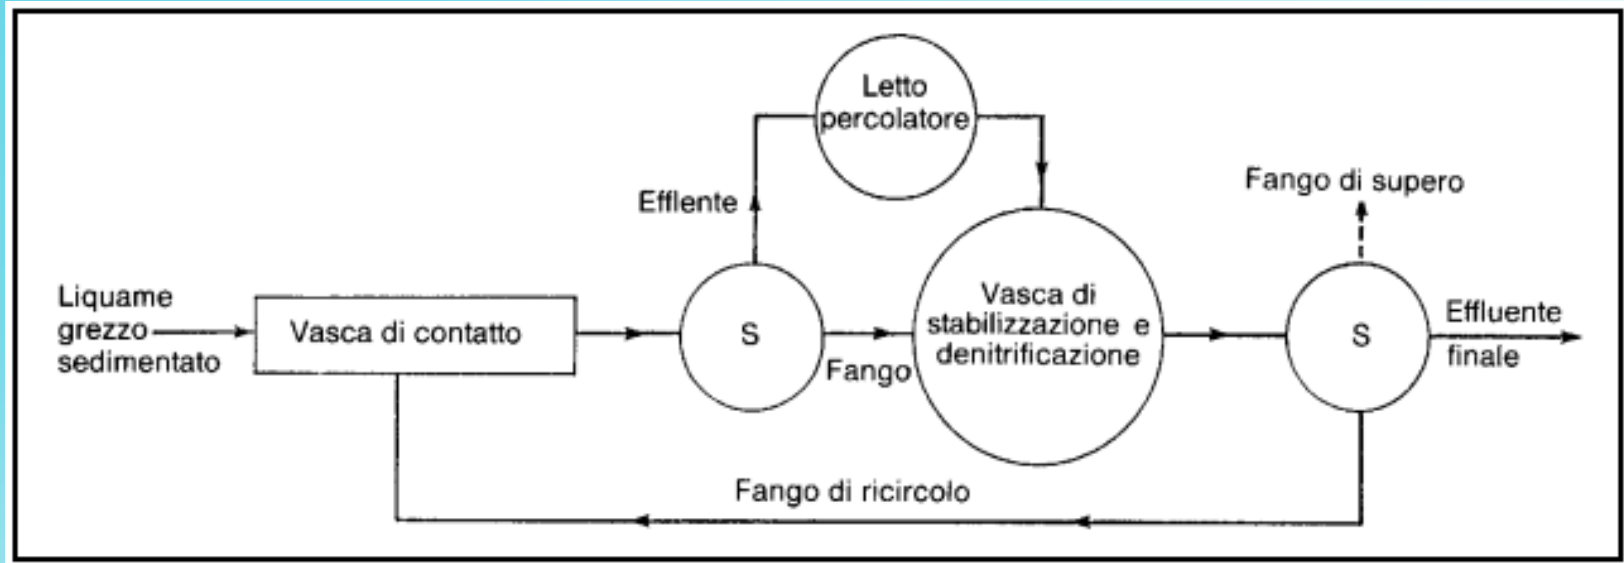 Letto
percolatore
Efflente
Fango di supero
Liquame
grezzo
sedimentato
Vasca di contatto
S
Fango
Vasca di
stabilizzazione e
denitrificazione
S
Effluente
finale
Fango di ricircolo